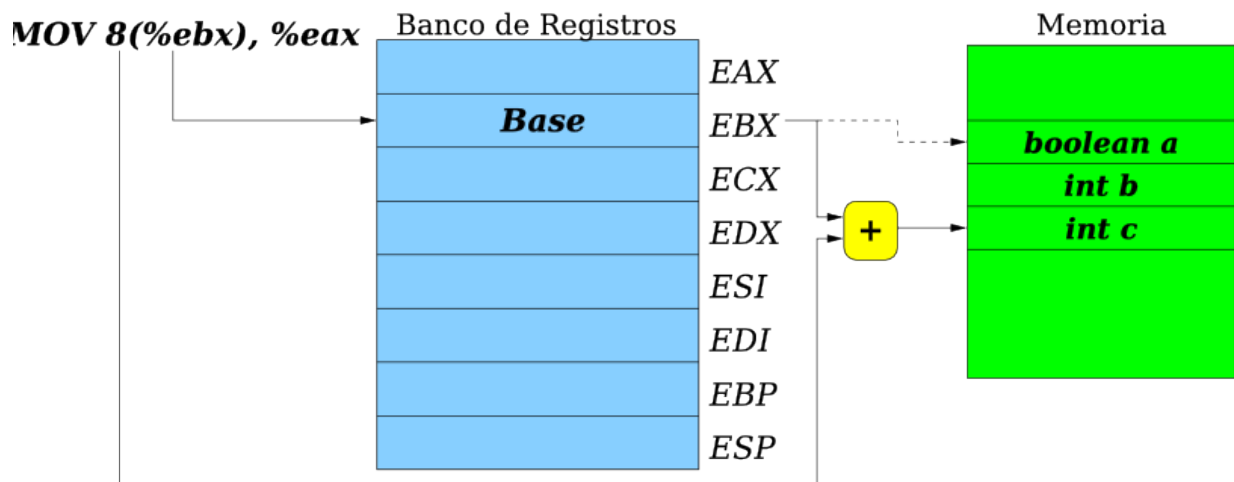 MOV 8(%ebx), %eax
Banco de Registros
Memoria
EAX
Base
EBX
boolean a
ECX
int b
EDX
+
int c
ESI
EDI
EBP
ESP